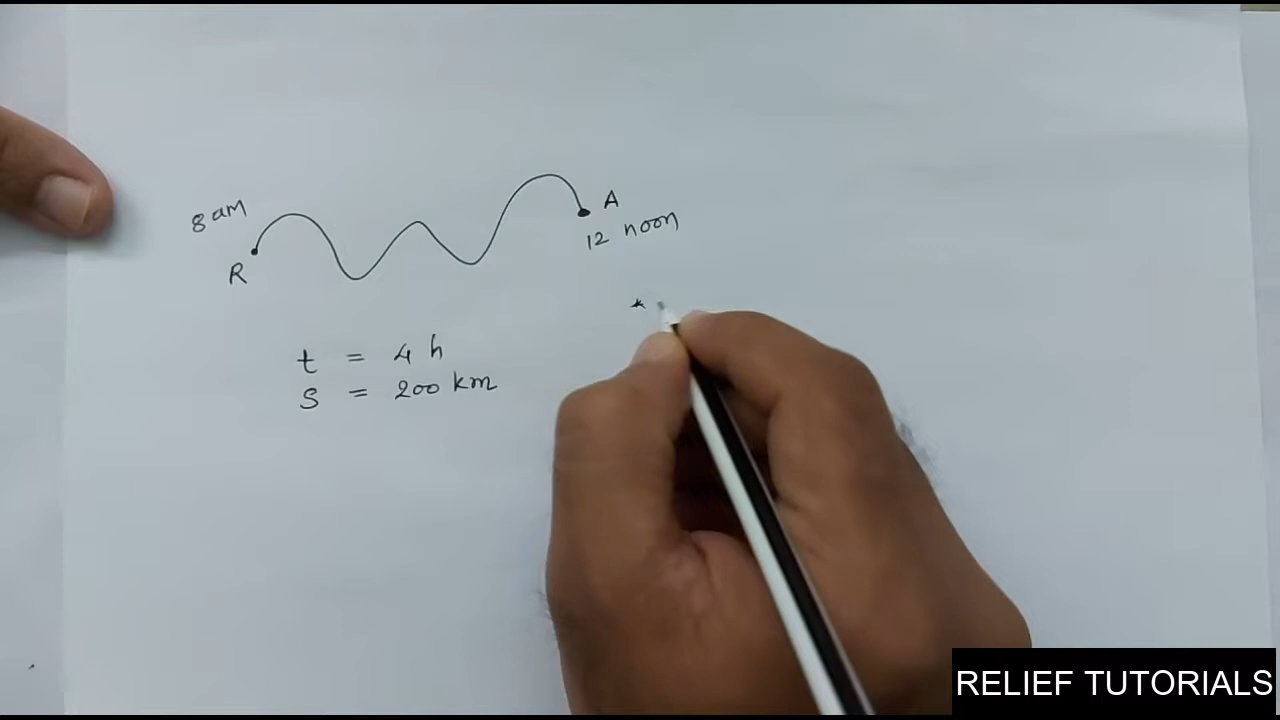 8 am
R
A
12 noon
*
t = 4 h
S = 200 km
RELIEF TUTORIALS